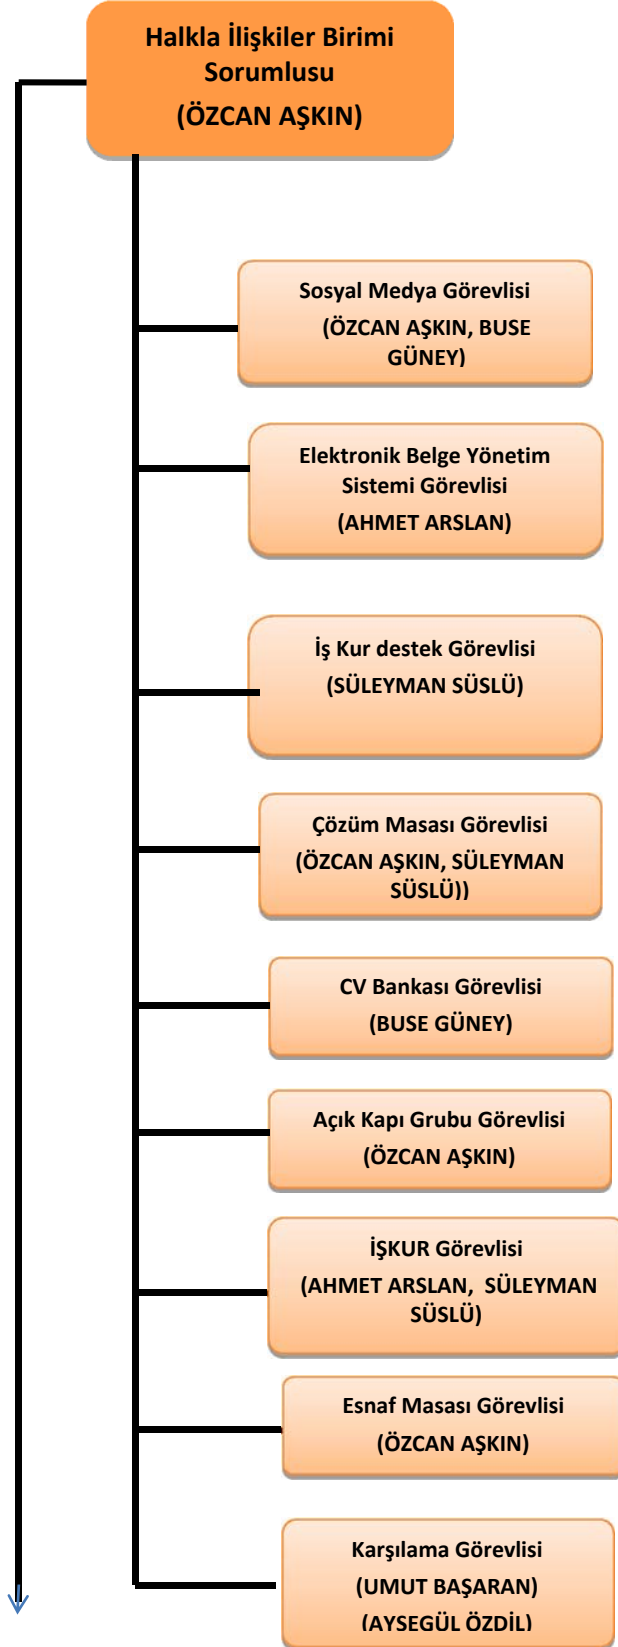 Halkla İlişkiler Birimi
Sorumlusu
(ÖZCAN AŞKIN)
Sosyal Medya Görevlisi
(ÖZCAN AŞKIN, BUSE
GÜNEY)
Elektronik Belge Yönetim
Sistemi Görevlisi
(AHMET ARSLAN)
İş Kur destek Görevlisi
(SÜLEYMAN SÜSLÜ)
Çözüm Masası Görevlisi
(ÖZCAN AŞKIN, SÜLEYMAN
SÜSLÜ))
CV Bankası Görevlisi
(BUSE GÜNEY)
Açık Kapı Grubu Görevlisi
(ÖZCAN AŞKIN)
İŞKUR Görevlisi
(AHMET ARSLAN, SÜLEYMAN
SÜSLÜ)
Esnaf Masası Görevlisi
(ÖZCAN AŞKIN)
Karşılama Görevlisi
(UMUT BAŞARAN)
(AYSEGÜL ÖZDİL)